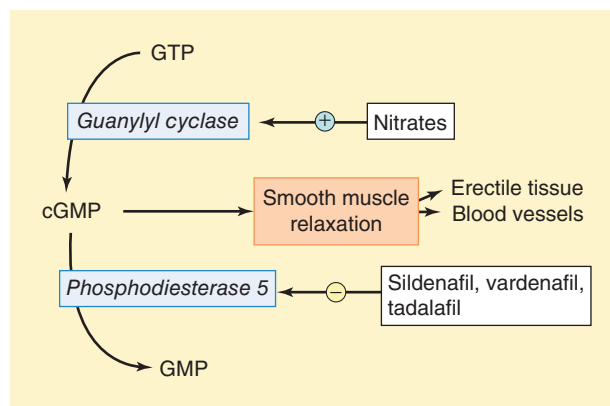 GTP
Guanylyl cyclase
+
Nitrates
cGMP
Smooth muscle
relaxation
Erectile tissue
Blood vessels
Phosphodiesterase 5
−
Sildenafil, vardenafil,
tadalafil
GMP